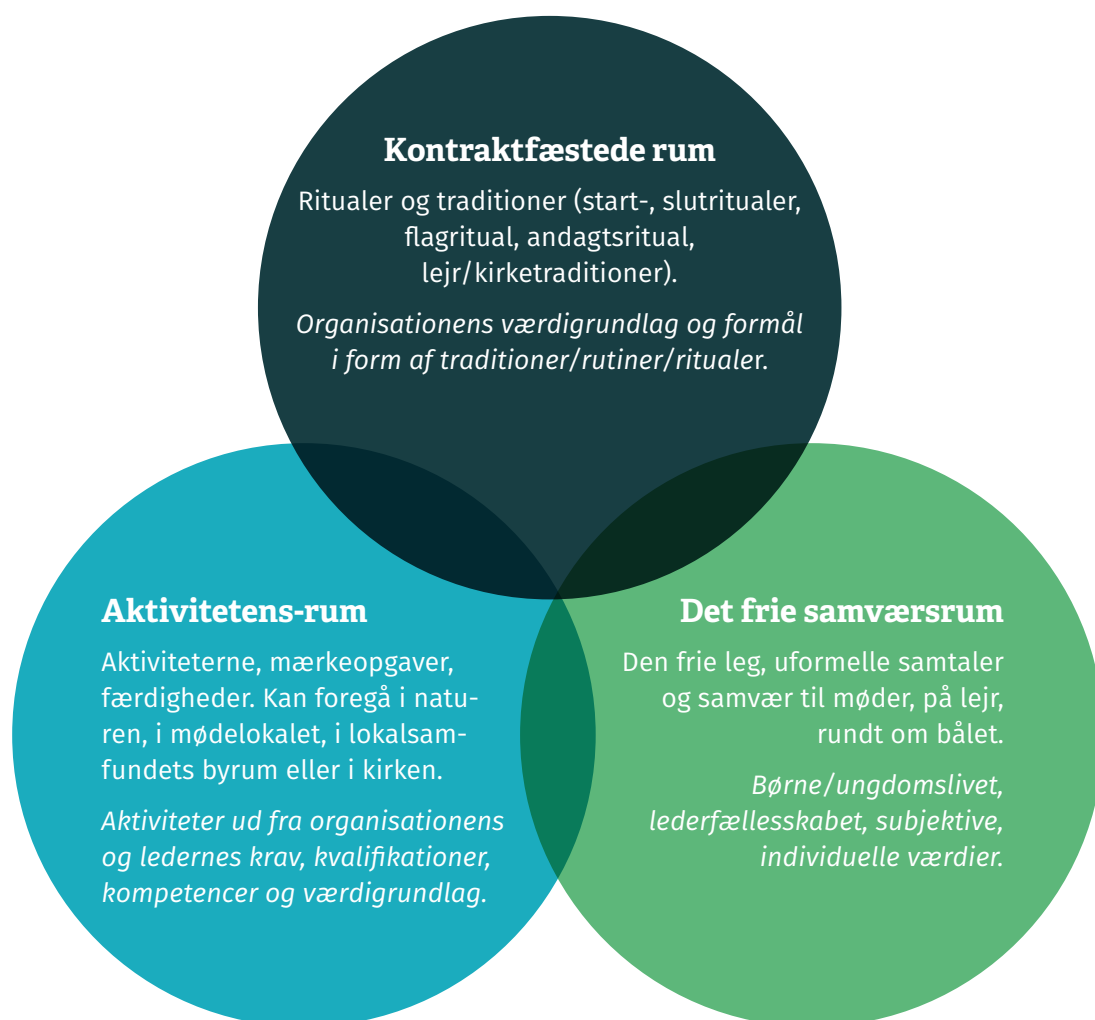 Kontraktfæstede rum
Ritualer og traditioner (start-, slutritualer,
flagritual, andagtsritual,
lejr/kirketraditioner).
Organisationens værdigrundlag og formål
i form af traditioner/rutiner/ritualer.
Aktivitetens-rum
Aktiviteterne, mærkeopgaver,
færdigheder. Kan foregå i natu-
ren, i mødelokalet, i lokalsam-
fundets byrum eller i kirken.
Aktiviteter ud fra organisationens
og ledernes krav, kvalifikationer,
kompetencer og værdigrundlag.
Det frie samværsrum
Den frie leg, uformelle samtaler
og samvær til møder, på lejr,
rundt om bålet.
Børne/ungdomslivet,
lederfællesskabet, subjektive,
individuelle værdier.